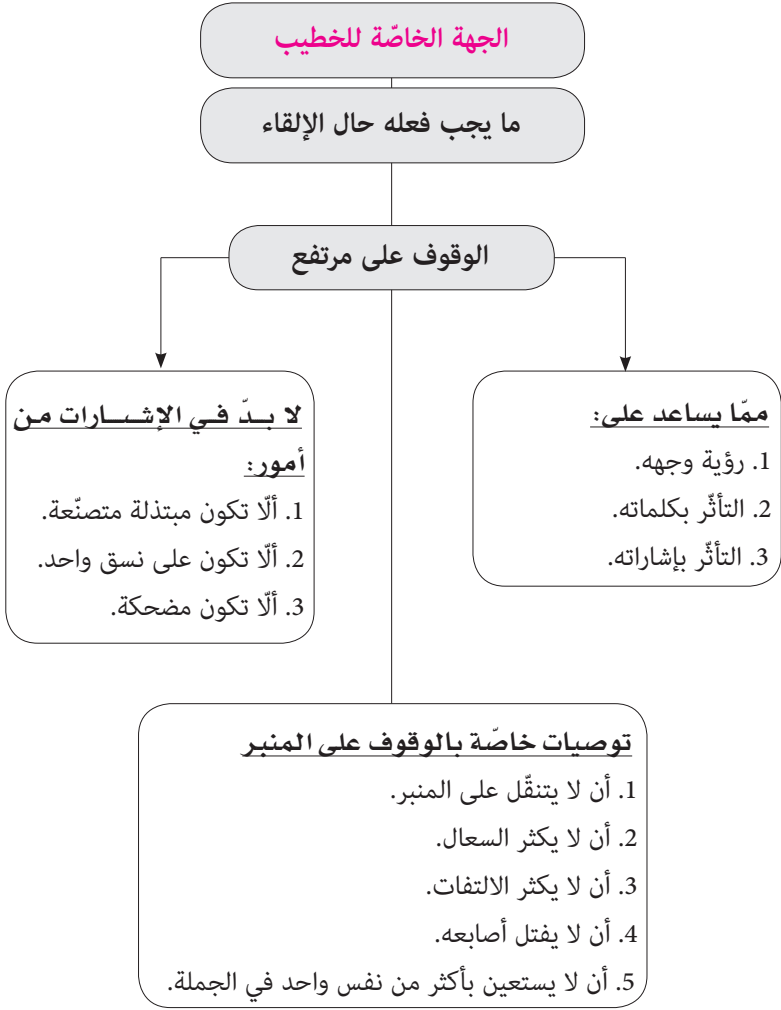 الجهة الخاصّة للخطيب
ما يجب فعله حال الإلقاء
الوقوف على مرتفع
ممّا يساعد على:
1. رؤية وجهه.
2. التأثّر بكلماته.
3. التأثّر بإشاراته.
لا بـدّ فـي الإشـــارات مـن
أمور:
1. ألّا تكون مبتذلة متصنّعة.
2. ألّا تكون على نسق واحد.
3. ألّا تكون مضحكة.
توصيات خاصّة بالوقوف على المنبر
1. أن لا يتنقّل على المنبر.
2. أن لا يكثر السعال.
3. أن لا يكثر الالتفات.
4. أن لا يفتل أصابعه.
5. أن لا يستعين بأكثر من نفس واحد في الجملة.